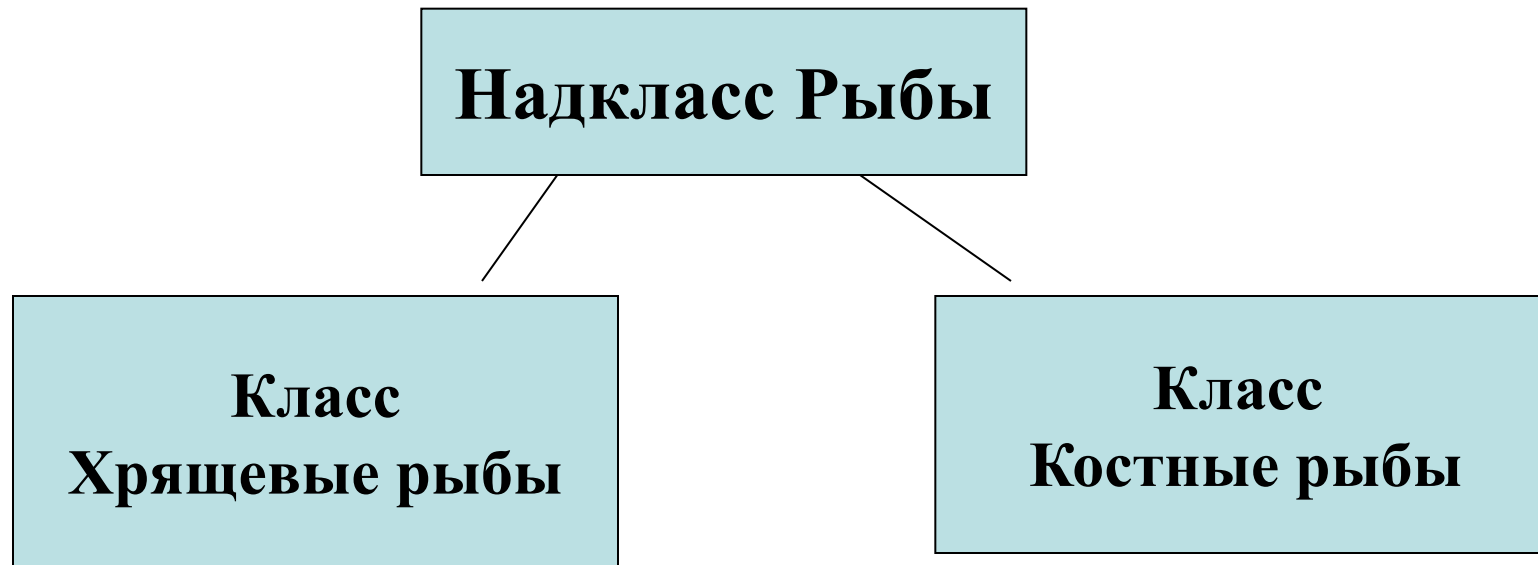 Надкласс Рыбы
Класс
Хрящевые рыбы
Класс
Костные рыбы